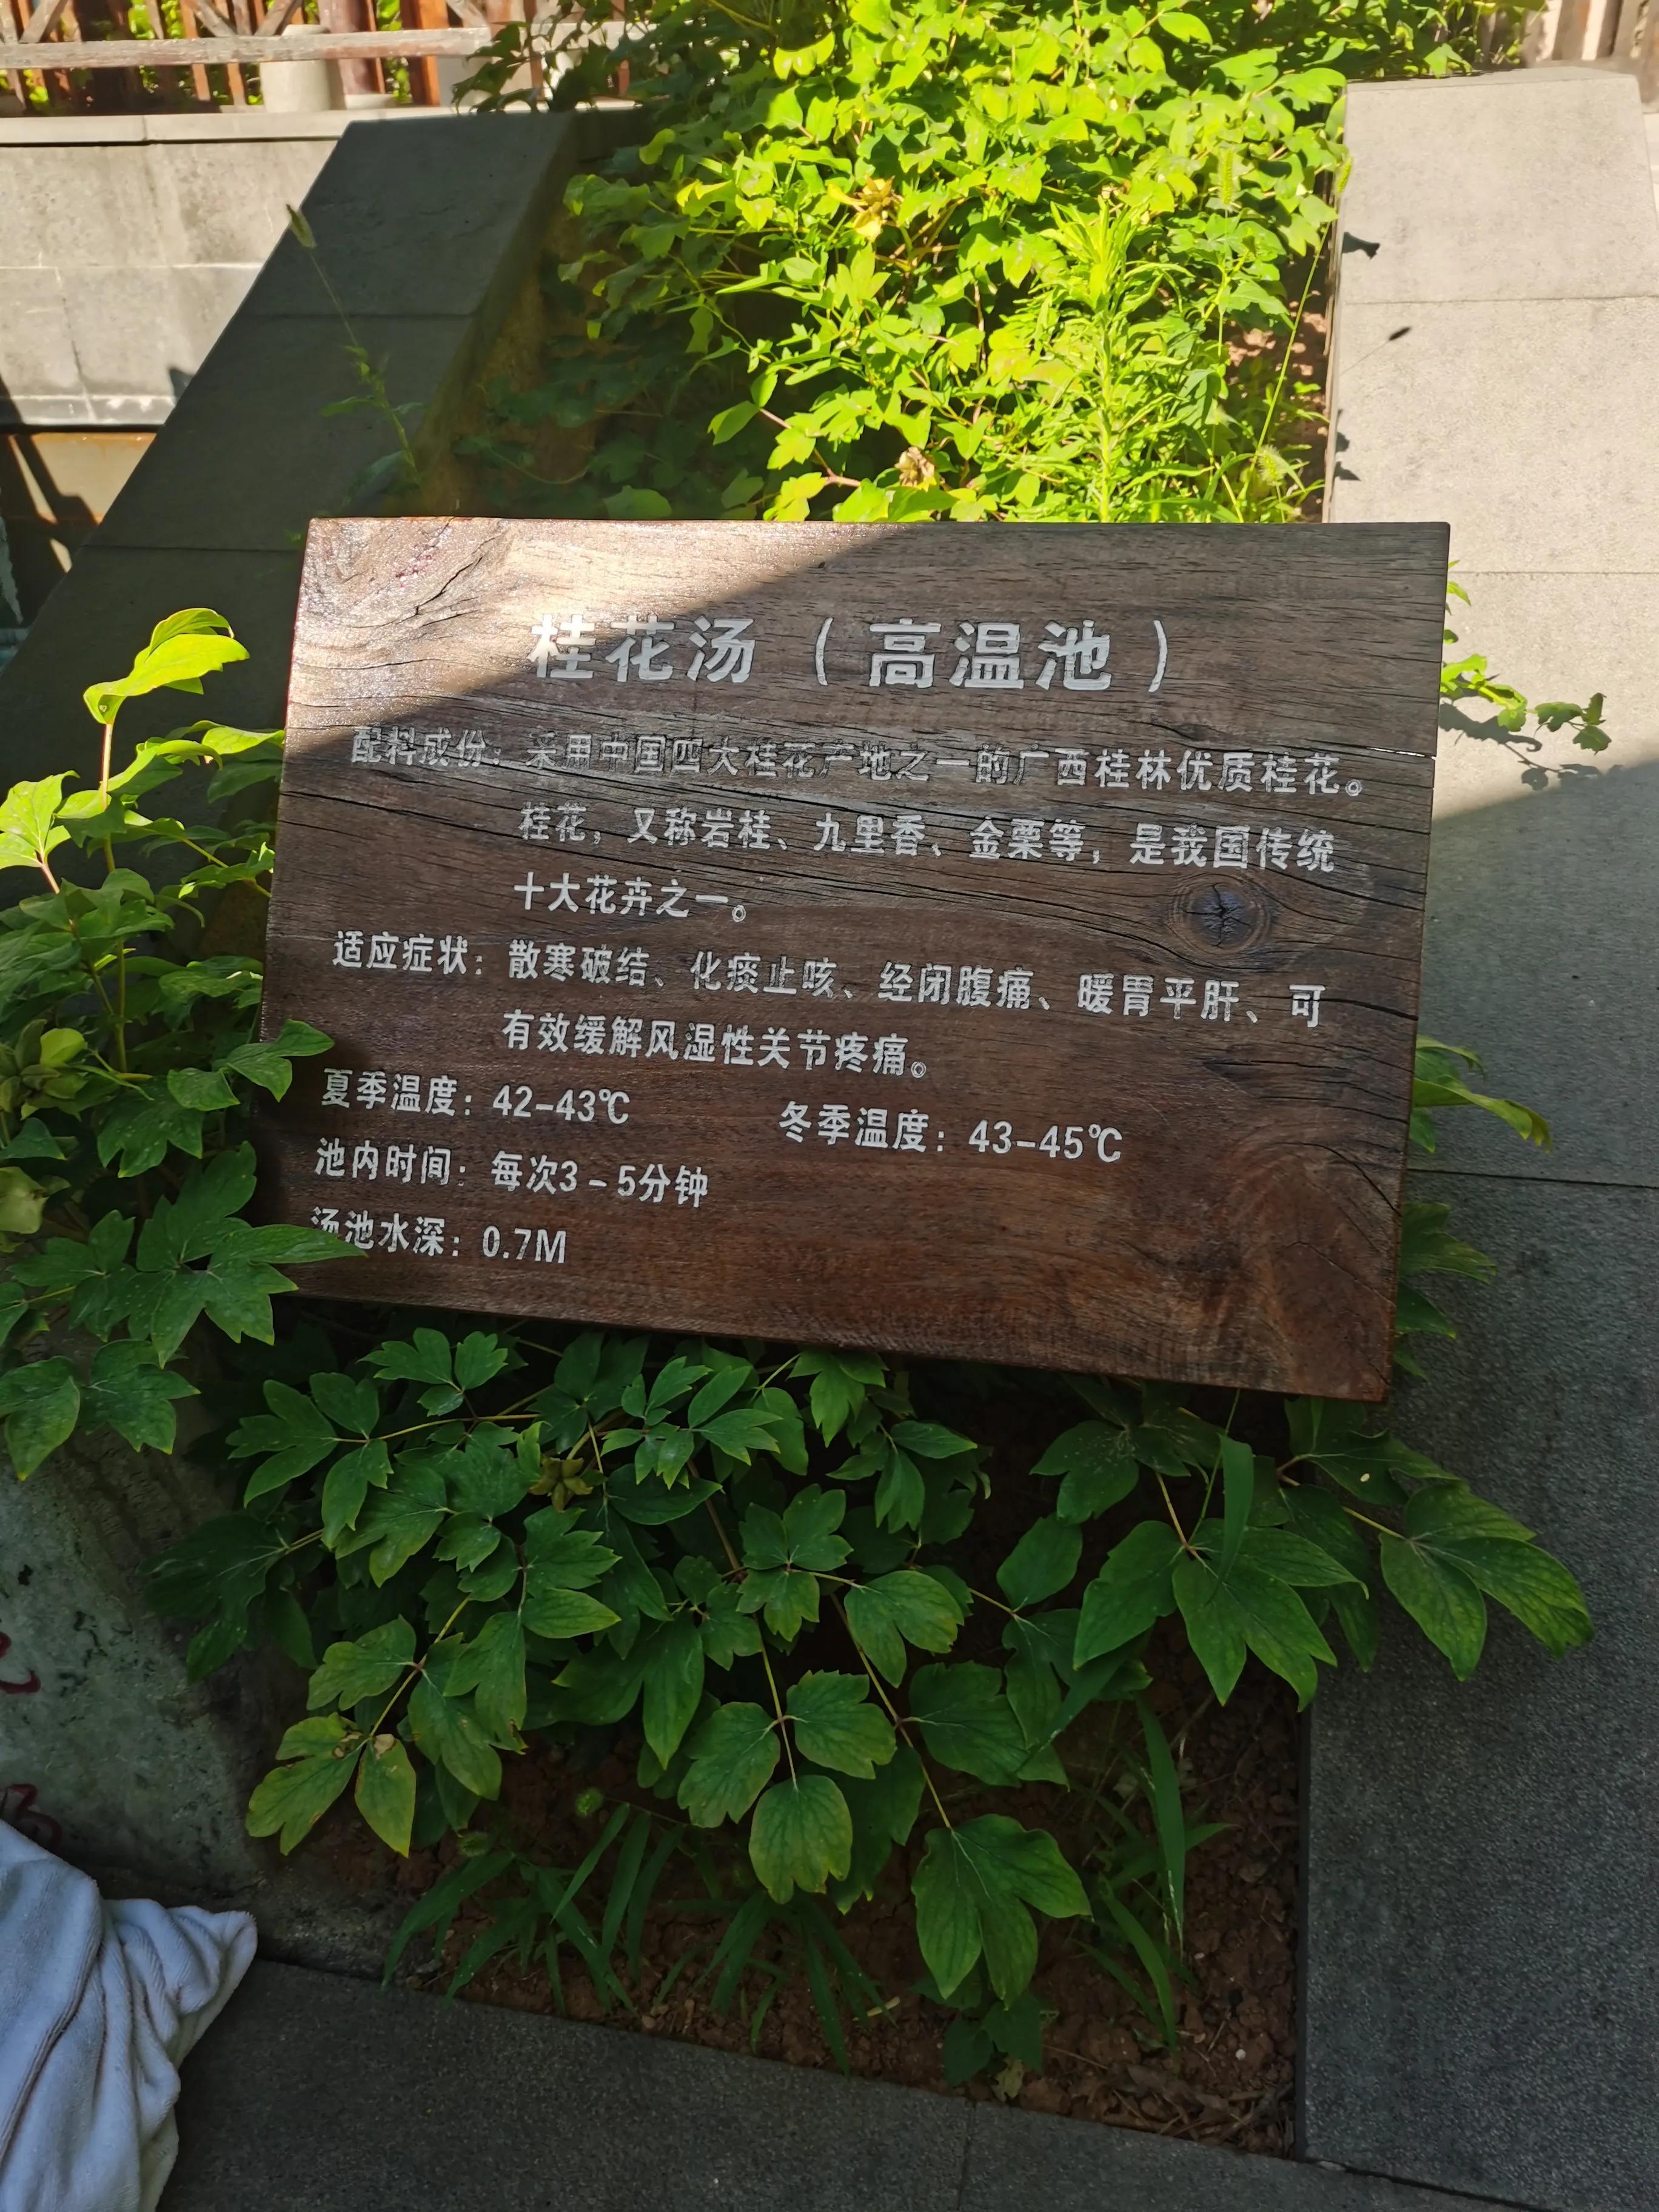 桂花汤（高温池）
配料成份：采用中国四大桂花产地之一的广西桂林优质桂花。
桂花，又称岩桂、九里香、金栗等，是我国传统
十大花卉之一。
适应症状：散寒破结、化痰止咳、经闭腹痛、暖胃平肝、可
有效缓解风湿性关节疼痛。
夏季温度：42-43℃ 冬季温度：43-45℃
池内时间：每次3-5分钟
汤池水深：0.7M